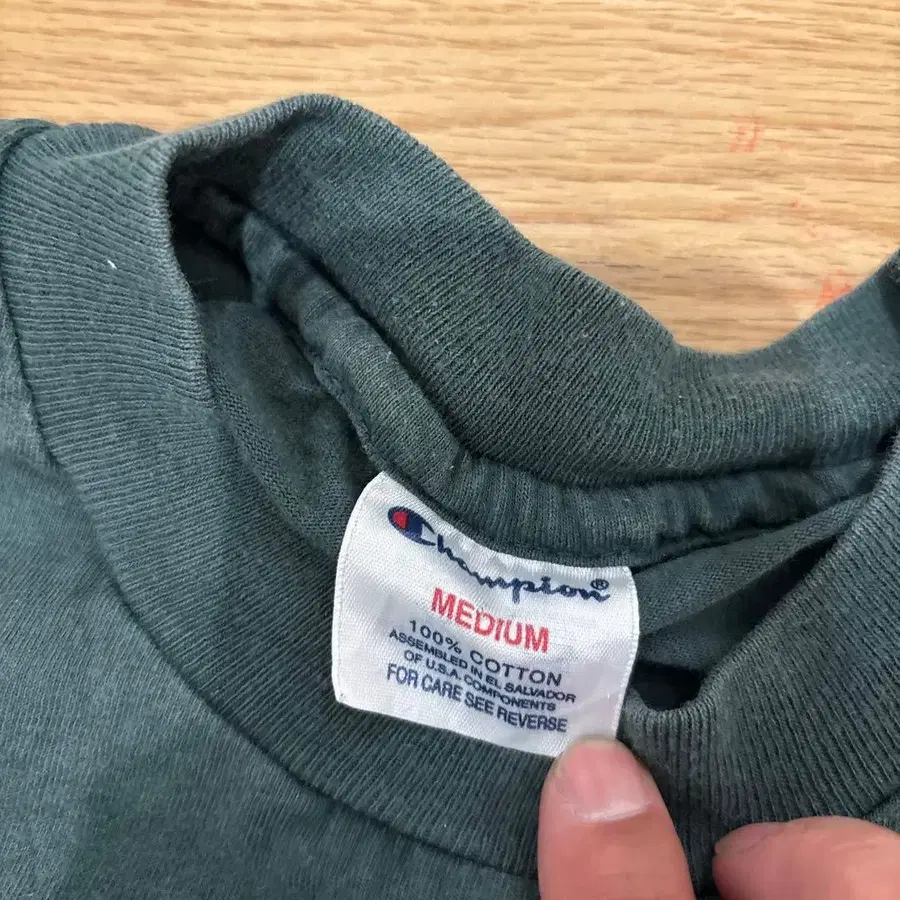 Champion®
MEDIUM
100% COTTON
ASSEMBLED IN EL SALVADOR
OF U.S.A. COMPONENTS
FOR CARE SEE REVERSE